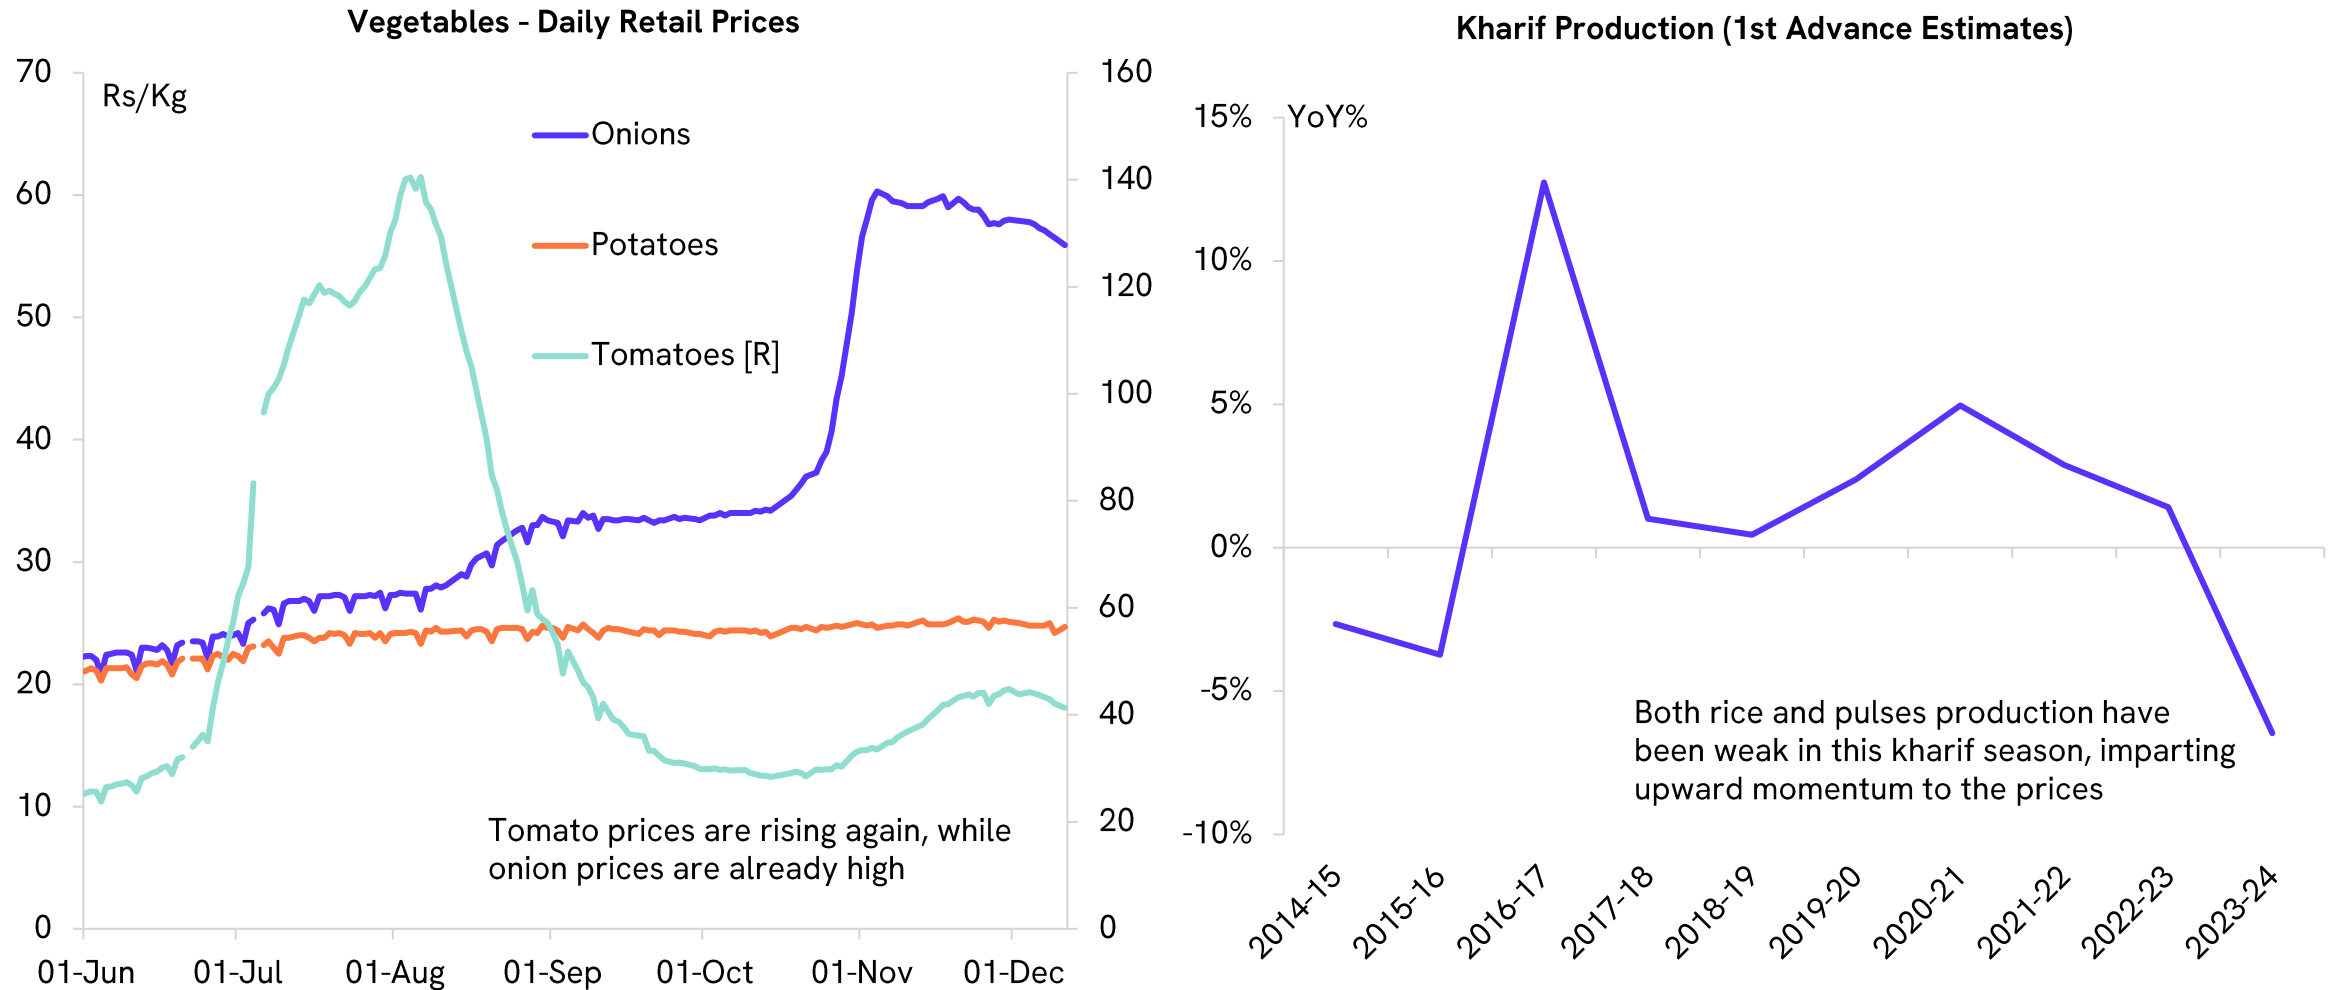 Vegetables - Daily Retail Prices
Rs/Kg
70
60
50
40
30
20
10
0
160
140
120
100
80
60
40
20
0
Onions
Potatoes
Tomatoes [R]
Tomato prices are rising again, while
onion prices are already high
01-Jun 01-Jul 01-Aug 01-Sep 01-Oct 01-Nov 01-Dec
Kharif Production (1st Advance Estimates)
YoY%
15%
10%
5%
0%
-5%
-10%
Both rice and pulses production have
been weak in this kharif season, imparting
upward momentum to the prices
2014-15 2015-16 2016-17 2017-18 2018-19 2019-20 2020-21 2021-22 2022-23 2023-24